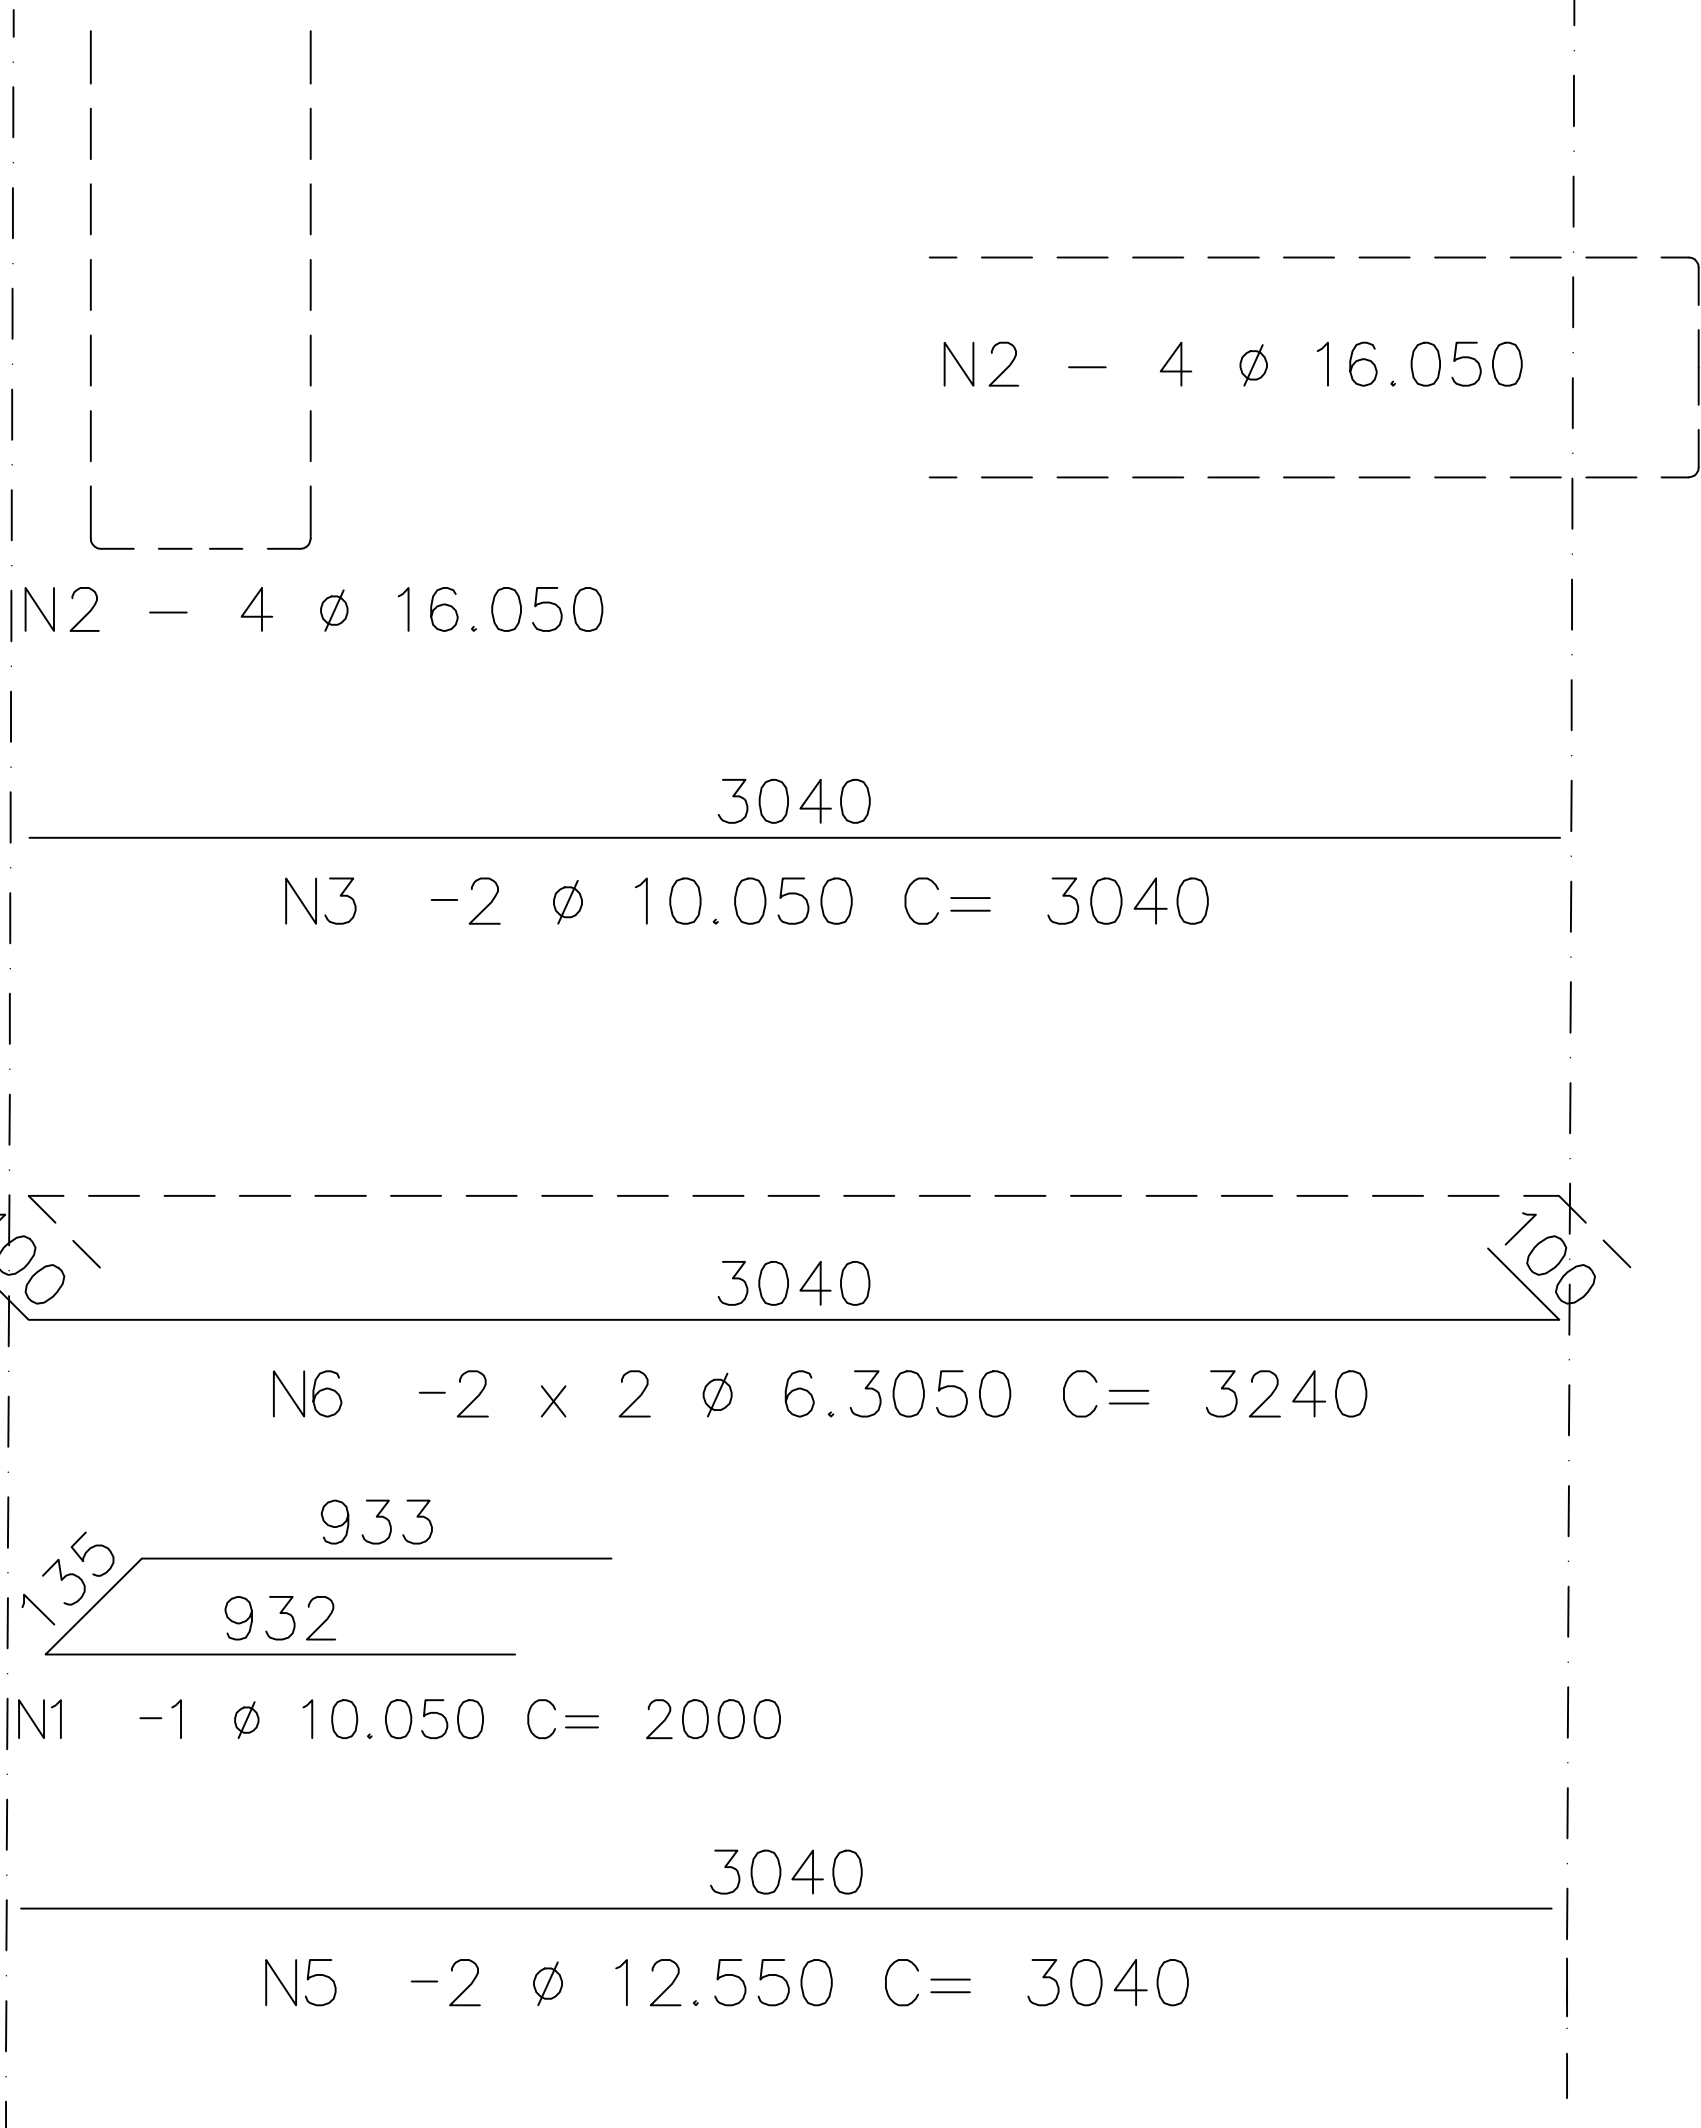 N2 - 4 ø 16.050
N2 - 4 ø 16.050
3040
N3 -2 ø 10.050 C= 3040
100
100
3040
N6 -2 x 2 ø 6.3050 C= 3240
933
135
932
N1 -1 ø 10.050 C= 2000
3040
N5 -2 ø 12.550 C= 3040